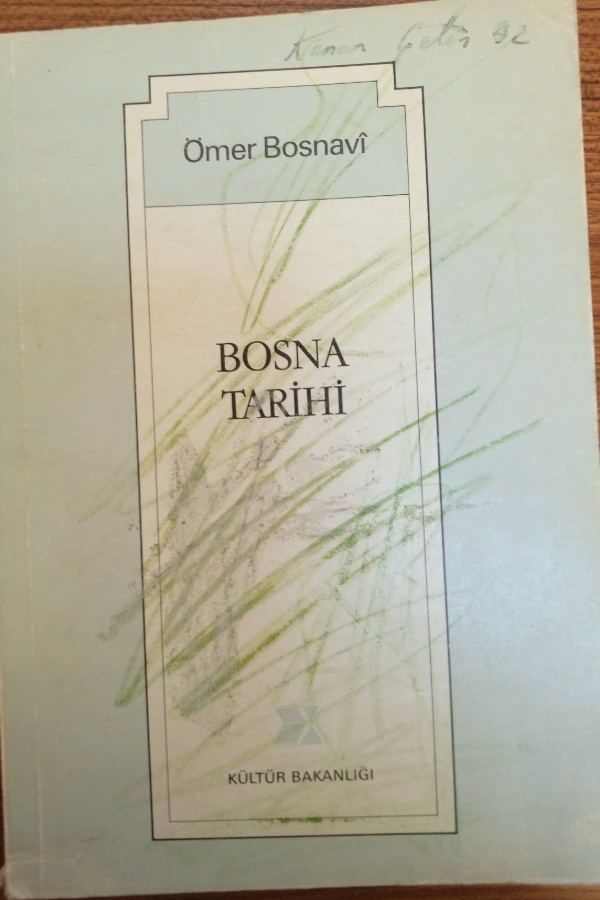 Kenan Çetin 92
Ömer Bosnavî
BOSNA
TARİHİ
KÜLTÜR BAKANLIĞI